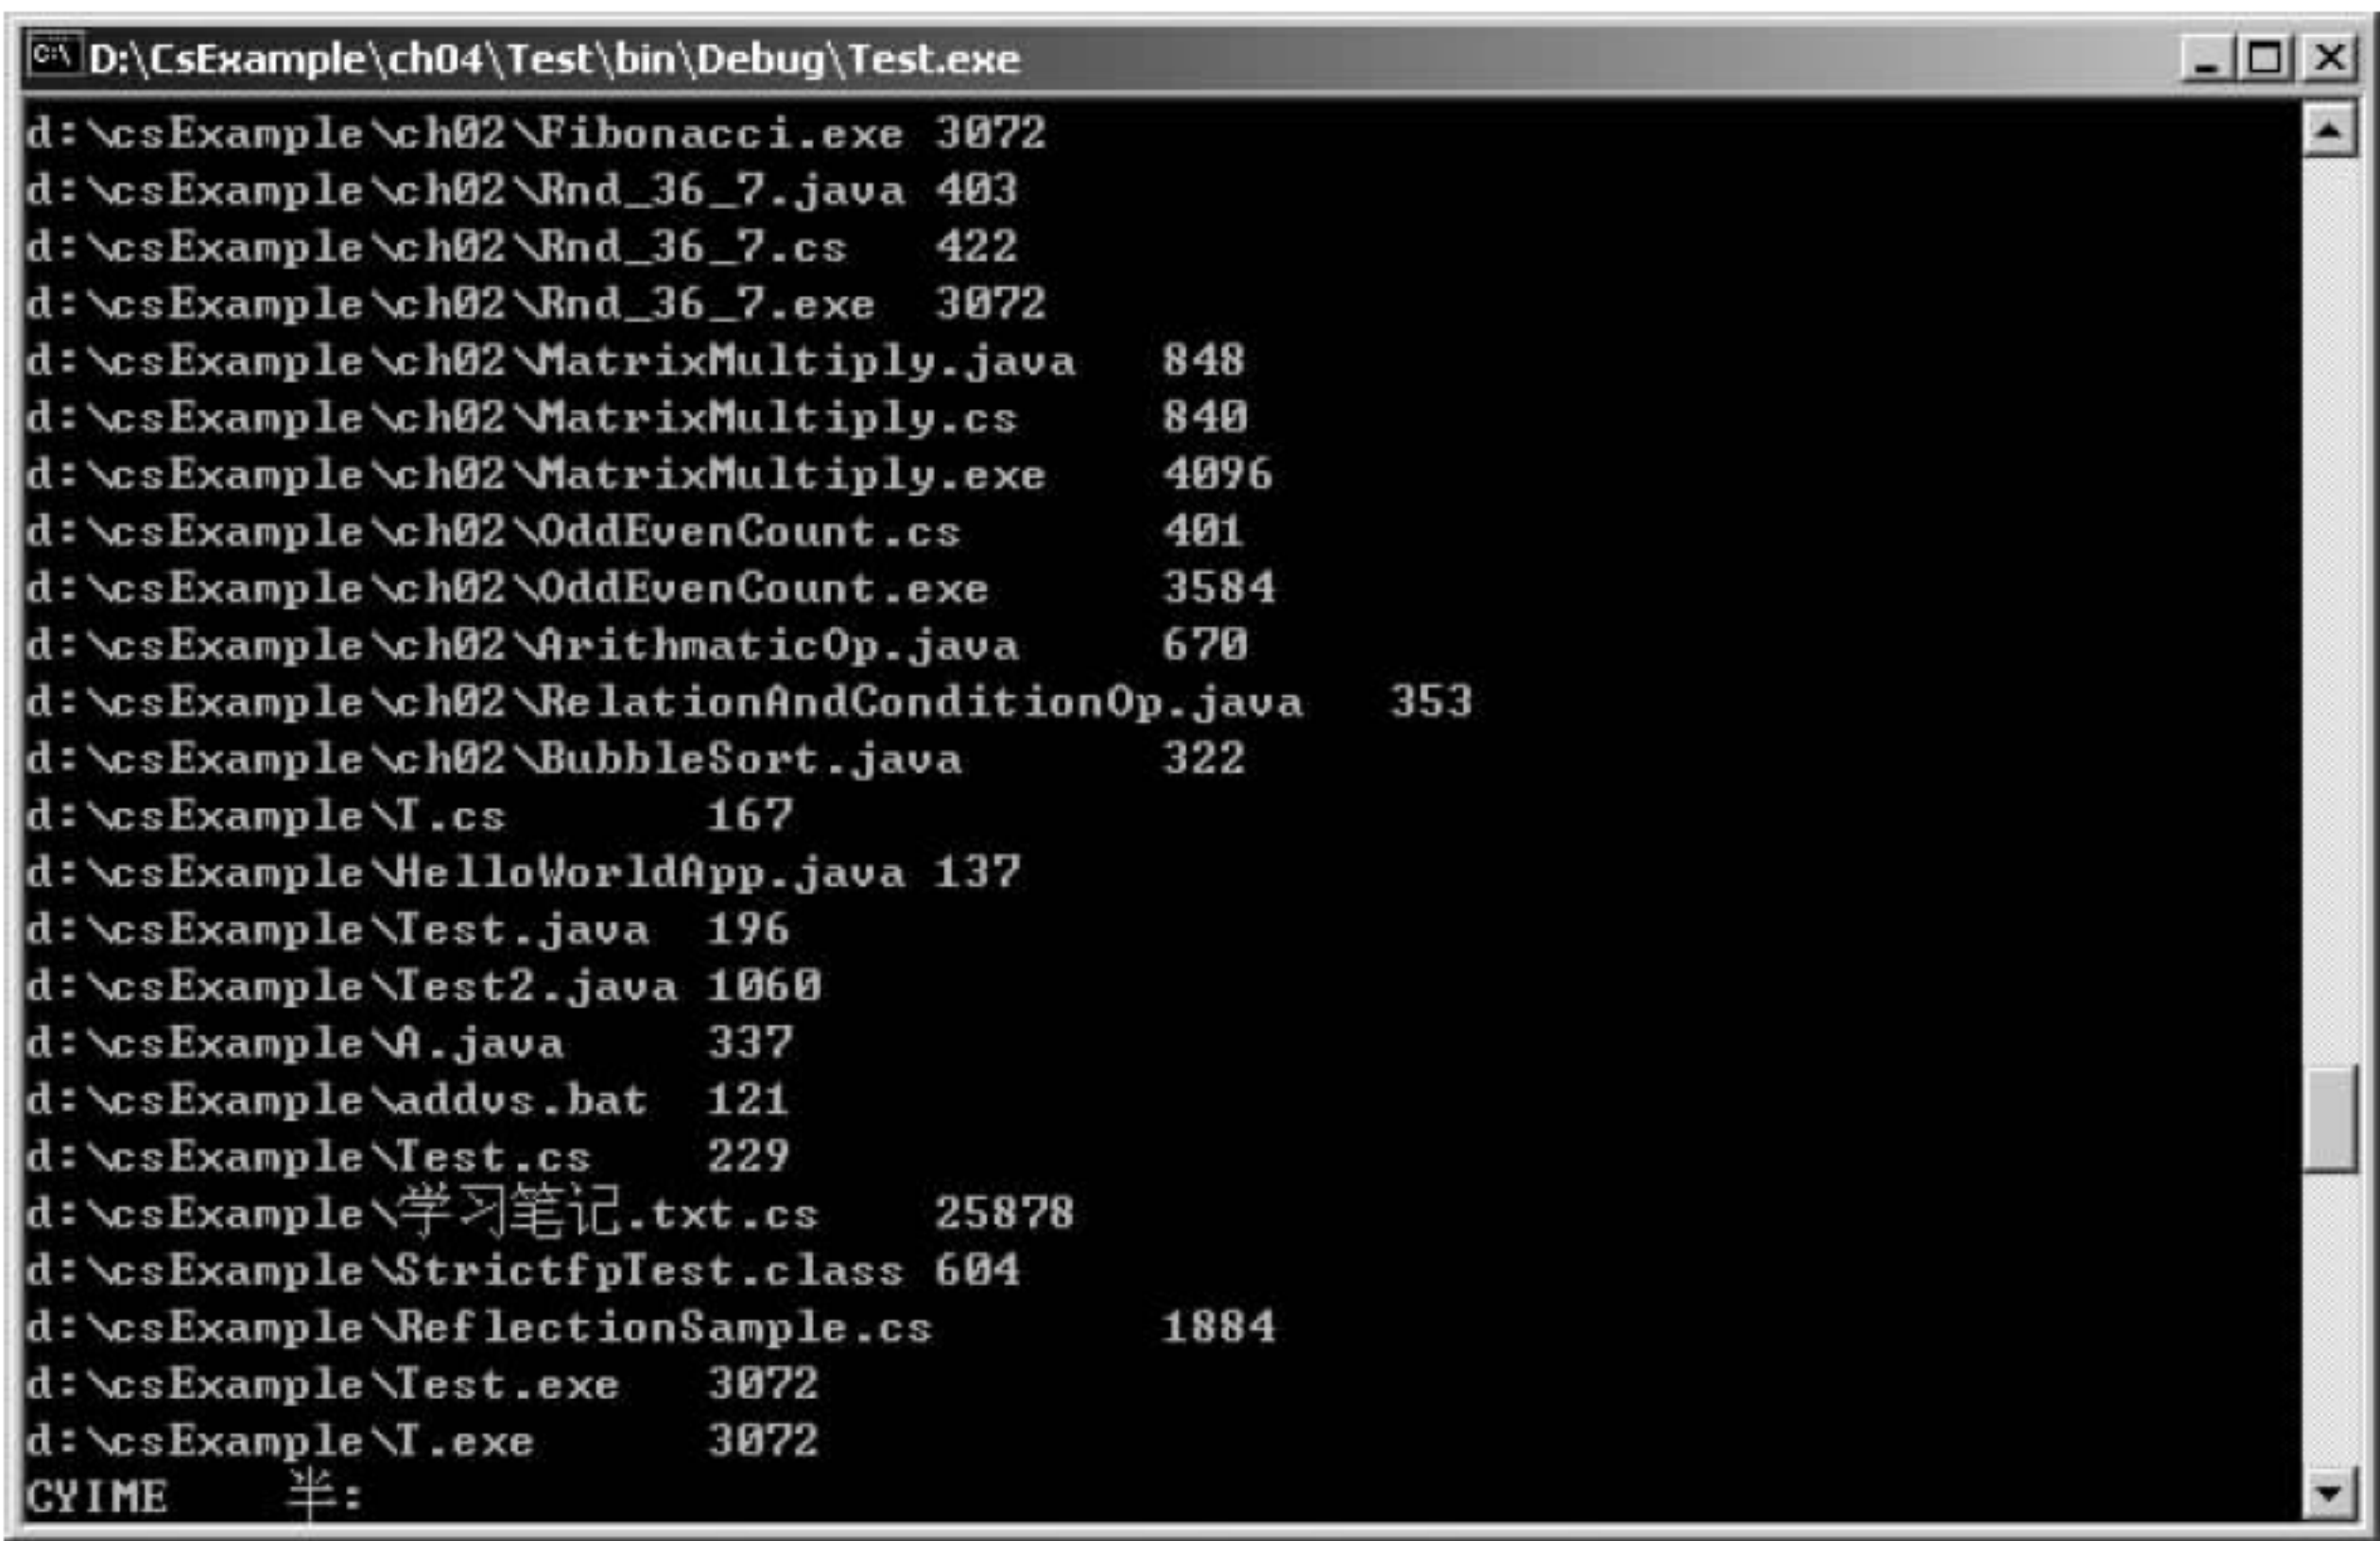 D:\CsExample\ch04\Test\bin\Debug\Test.exe
d:\csExample\ch02\Fibonacci.exe 3072
d:\csExample\ch02\Rnd_36_7.java 403
d:\csExample\ch02\Rnd_36_7.cs   422
d:\csExample\ch02\Rnd_36_7.exe  3072
d:\csExample\ch02\MatrixMultiply.java   848
d:\csExample\ch02\MatrixMultiply.cs     840
d:\csExample\ch02\MatrixMultiply.exe    4096
d:\csExample\ch02\OddEvenCount.cs       401
d:\csExample\ch02\OddEvenCount.exe      3584
d:\csExample\ch02\ArithmaticOp.java     670
d:\csExample\ch02\RelationAndConditionOp.java   353
d:\csExample\ch02\BubbleSort.java       322
d:\csExample\T.cs       167
d:\csExample\HelloWorldApp.java 137
d:\csExample\Test.java  196
d:\csExample\Test2.java 1060
d:\csExample\A.java     337
d:\csExample\addvs.bat  121
d:\csExample\Test.cs    229
d:\csExample\学习笔记.txt.cs    25878
d:\csExample\StrictfpTest.class 604
d:\csExample\ReflectionSample.cs        1884
d:\csExample\Test.exe   3072
d:\csExample\T.exe      3072
CYIME    半: